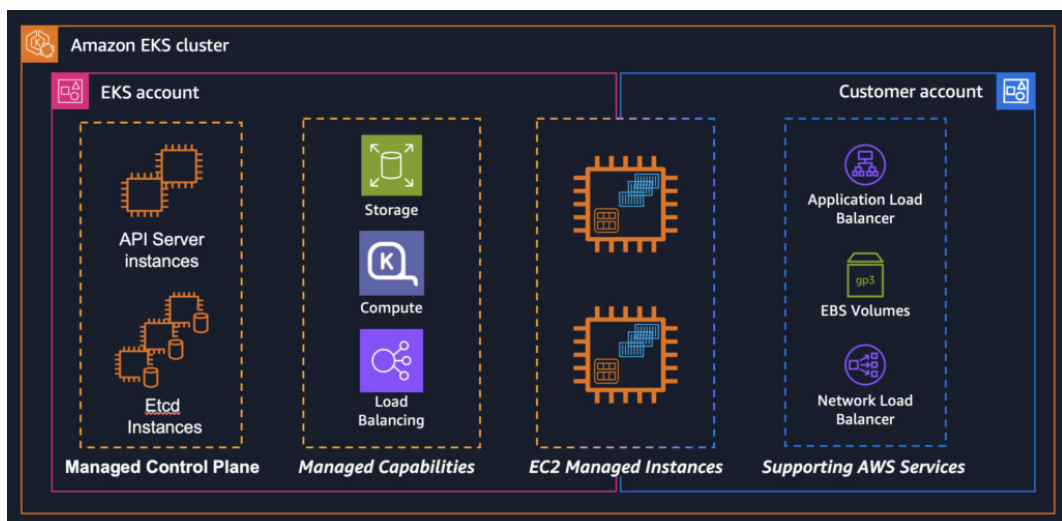 Amazon EKS cluster
EKS account
Customer account
API Server
instances
Etcd
Instances
Managed Control Plane
Storage
K
Compute
Load
Balancing
Managed Capabilities
EC2 Managed Instances
Application Load
Balancer
gp3
EBS Volumes
Network Load
Balancer
Supporting AWS Services